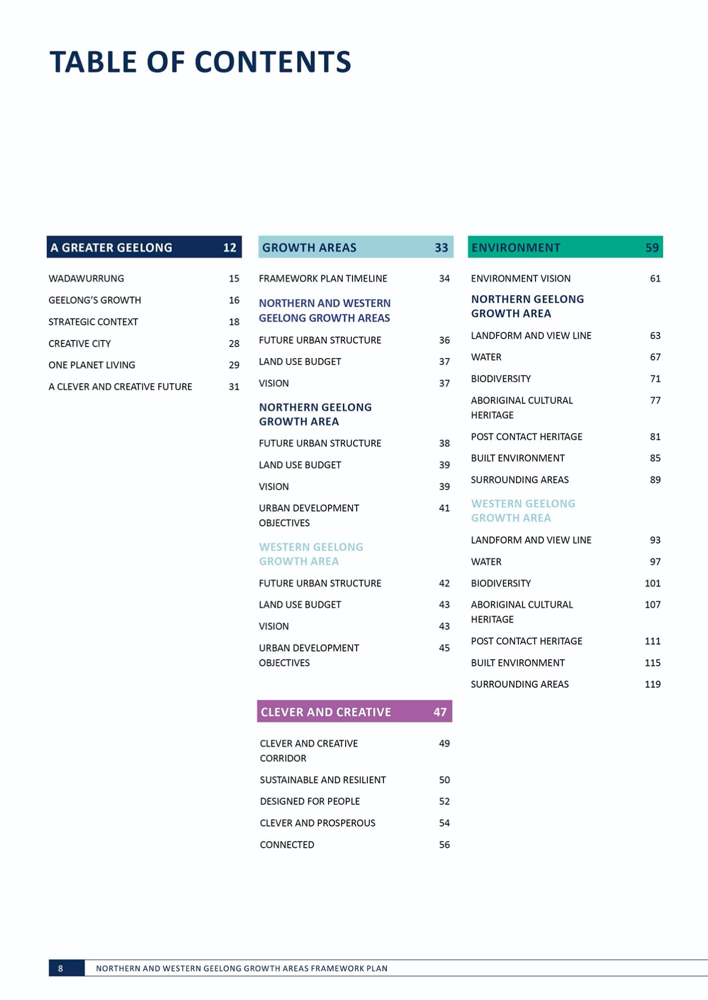 TABLE OF CONTENTS
A GREATER GEELONG 12
WADAWURRUNG 15
GEELONG’S GROWTH 16
STRATEGIC CONTEXT 18
CREATIVE CITY 28
ONE PLANET LIVING 29
A CLEVER AND CREATIVE FUTURE 31
GROWTH AREAS 33
FRAMEWORK PLAN TIMELINE 34
NORTHERN AND WESTERN
GEELONG GROWTH AREAS
FUTURE URBAN STRUCTURE 36
LAND USE BUDGET 37
VISION 37
NORTHERN GEELONG
GROWTH AREA
FUTURE URBAN STRUCTURE 38
LAND USE BUDGET 39
VISION 39
URBAN DEVELOPMENT 41
OBJECTIVES
WESTERN GEELONG
GROWTH AREA
FUTURE URBAN STRUCTURE 42
LAND USE BUDGET 43
VISION 43
URBAN DEVELOPMENT 45
OBJECTIVES
CLEVER AND CREATIVE 47
CLEVER AND CREATIVE 49
CORRIDOR
SUSTAINABLE AND RESILIENT 50
DESIGNED FOR PEOPLE 52
CLEVER AND PROSPEROUS 54
CONNECTED 56
ENVIRONMENT 59
ENVIRONMENT VISION 61
NORTHERN GEELONG
GROWTH AREA
LANDFORM AND VIEW LINE 63
WATER 67
BIODIVERSITY 71
ABORIGINAL CULTURAL 77
HERITAGE
POST CONTACT HERITAGE 81
BUILT ENVIRONMENT 85
SURROUNDING AREAS 89
WESTERN GEELONG
GROWTH AREA
LANDFORM AND VIEW LINE 93
WATER 97
BIODIVERSITY 101
ABORIGINAL CULTURAL 107
HERITAGE
POST CONTACT HERITAGE 111
BUILT ENVIRONMENT 115
SURROUNDING AREAS 119
8 NORTHERN AND WESTERN GEELONG GROWTH AREAS FRAMEWORK PLAN